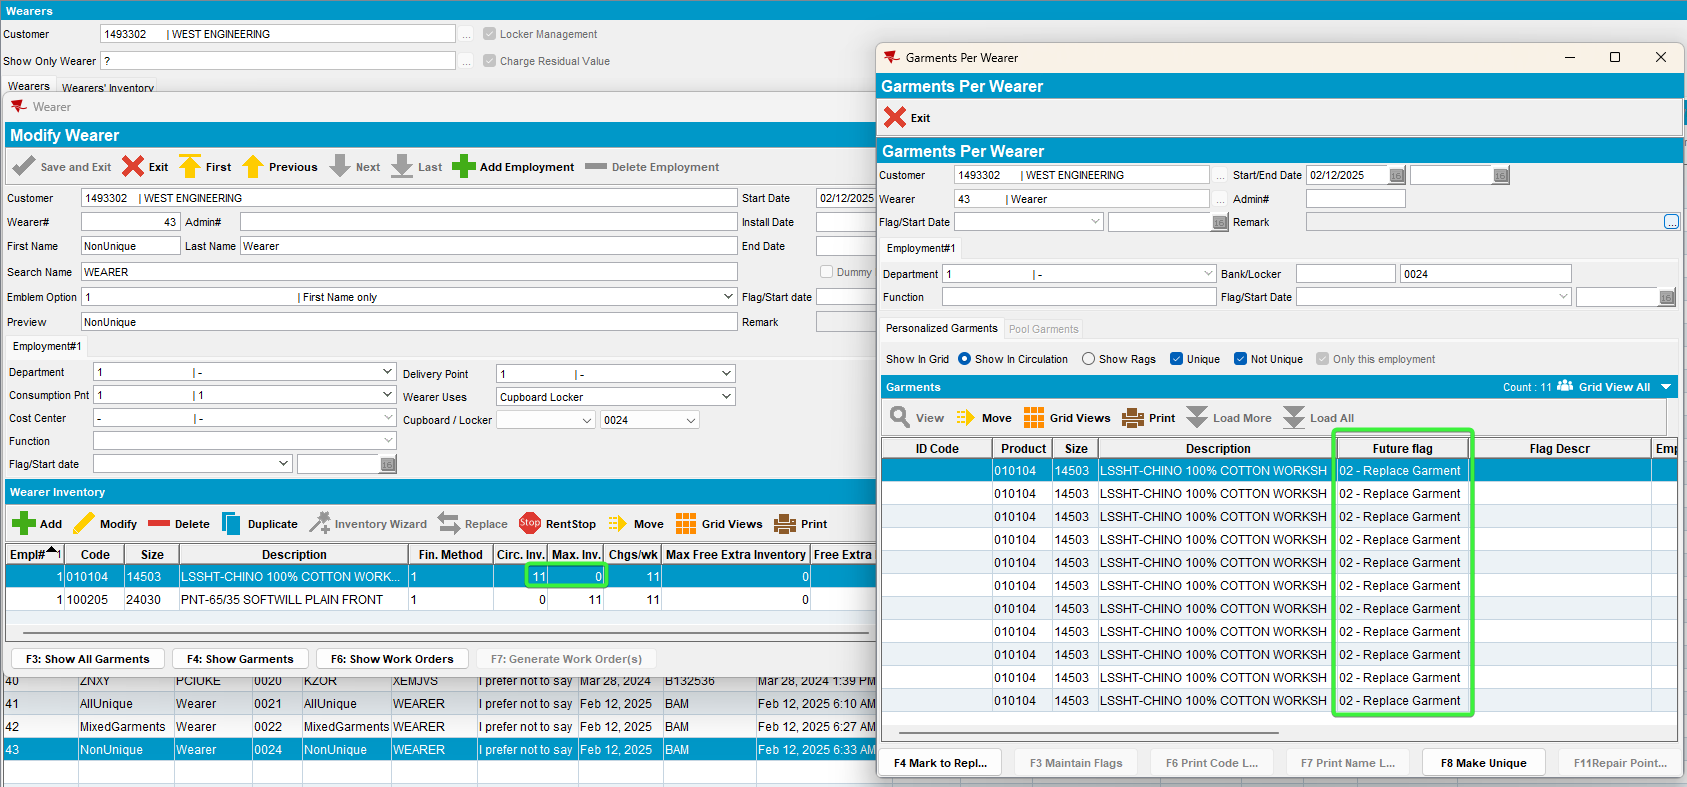 Wearers
Customer 1493302 | WEST ENGINEERING ... Locker Management
Show Only Wearer ? ... Charge Residual Value
Wearers Wearers' Inventory
Wearer
Modify Wearer
Save and Exit Exit First Previous Next Last Add Employment Delete Employment
Customer 1493302 | WEST ENGINEERING Start Date 02/12/2025
Wearer# 43 Admin# Install Date
First Name NonUnique Last Name Wearer End Date
Search Name WEARER Dummy
Emblem Option 1 | First Name only Flag/Start date
Preview NonUnique Remark
Employment#1
Department 1 | - Delivery Point 1 | -
Consumption Pnt 1 | 1 Wearer Uses Cupboard Locker
Cost Center - | - Cupboard / Locker 0024
Function
Flag/Start date 16
Wearer Inventory
Add Modify Delete Duplicate Inventory Wizard Replace Stop RentStop Move Grid Views Print
Empl# 1 Code Size Description Fin. Method Circ. Inv. Max. Inv. Chgs/wk Max Free Extra Inventory Free Extra
1 010104 14503 LSSHT-CHINO 100% COTTON WORK... 1 11 0 11 0
1 100205 24030 PNT-65/35 SOFTWILL PLAIN FRONT 1 0 11 11 0
F3: Show All Garments F4: Show Garments F6: Show Work Orders F7: Generate Work Order(s)
40 ZNXY PCIUKE 0020 KZOR XEMJVS I prefer not to say Mar 28, 2024 B132536 Mar 28, 2024 1:39 PM
41 AllUnique Wearer 0021 AllUnique WEARER I prefer not to say Feb 12, 2025 BAM Feb 12, 2025 6:10 AM
42 MixedGarments Wearer 0022 MixedGarments WEARER I prefer not to say Feb 12, 2025 BAM Feb 12, 2025 6:27 AM
43 NonUnique Wearer 0024 NonUnique WEARER I prefer not to say Feb 12, 2025 BAM Feb 12, 2025 6:33 AM
Garments Per Wearer
Garments Per Wearer
Exit
Garments Per Wearer
Customer 1493302 | WEST ENGINEERING ... Start/End Date 02/12/2025 16 16
Wearer 43 | Wearer ... Admin#
Flag/Start Date 16 Remark ...
Employment#1
Department 1 | - Bank/Locker 0024
Function Flag/Start Date 16
Personalized Garments Pool Garments
Show In Grid Show In Circulation Show Rags Unique Not Unique Only this employment
Garments Count : 11 Grid View All
View Move Grid Views Print Load More Load All
ID Code Product Size Description Future flag Flag Descr Emp
010104 14503 LSSHT-CHINO 100% COTTON WORKSH 02 - Replace Garment
010104 14503 LSSHT-CHINO 100% COTTON WORKSH 02 - Replace Garment
010104 14503 LSSHT-CHINO 100% COTTON WORKSH 02 - Replace Garment
010104 14503 LSSHT-CHINO 100% COTTON WORKSH 02 - Replace Garment
010104 14503 LSSHT-CHINO 100% COTTON WORKSH 02 - Replace Garment
010104 14503 LSSHT-CHINO 100% COTTON WORKSH 02 - Replace Garment
010104 14503 LSSHT-CHINO 100% COTTON WORKSH 02 - Replace Garment
010104 14503 LSSHT-CHINO 100% COTTON WORKSH 02 - Replace Garment
010104 14503 LSSHT-CHINO 100% COTTON WORKSH 02 - Replace Garment
010104 14503 LSSHT-CHINO 100% COTTON WORKSH 02 - Replace Garment
010104 14503 LSSHT-CHINO 100% COTTON WORKSH 02 - Replace Garment
F4 Mark to Repl... F3 Maintain Flags F6 Print Code L... F7 Print Name L... F8 Make Unique F11Repair Point...